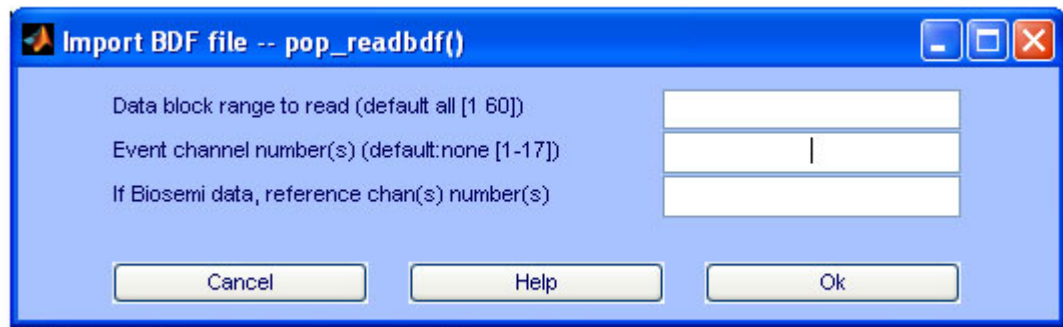 Import BDF file -- pop_readbdf()
Data block range to read (default all [1 60])
Event channel number(s) (default:none [1-17])
If Biosemi data, reference chan(s) number(s)
Cancel Help Ok